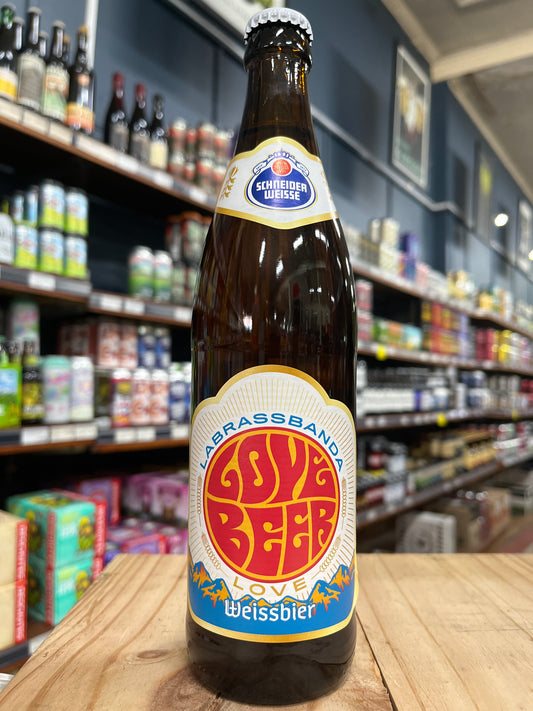 SCHNEIDER
WEISSE
LABRASSBANDA
LOVE
BEER
LOVE
Weissbier